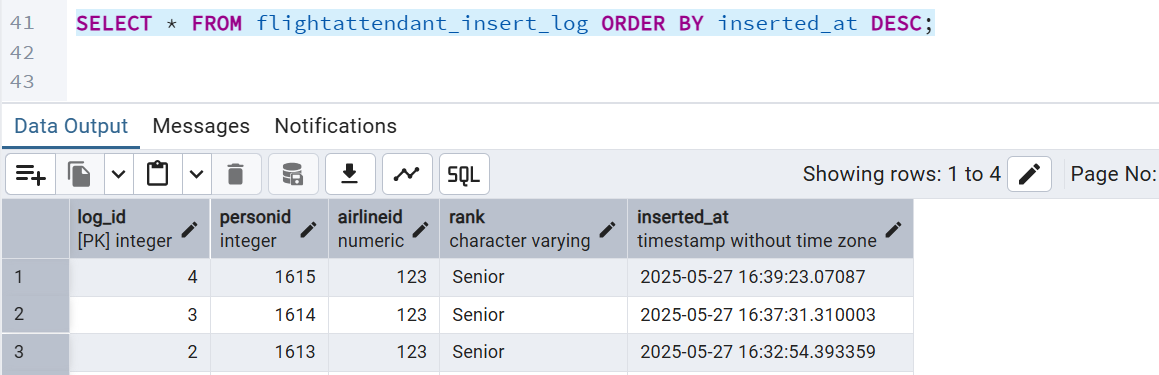 41 SELECT * FROM flightattendant_insert_log ORDER BY inserted_at DESC;
42
43
Data Output Messages Notifications
SQL Showing rows: 1 to 4 Page No:
log_id personid airlineid rank inserted_at
[PK] integer integer numeric character varying timestamp without time zone
1 4 1615 123 Senior 2025-05-27 16:39:23.07087
2 3 1614 123 Senior 2025-05-27 16:37:31.310003
3 2 1613 123 Senior 2025-05-27 16:32:54.393359